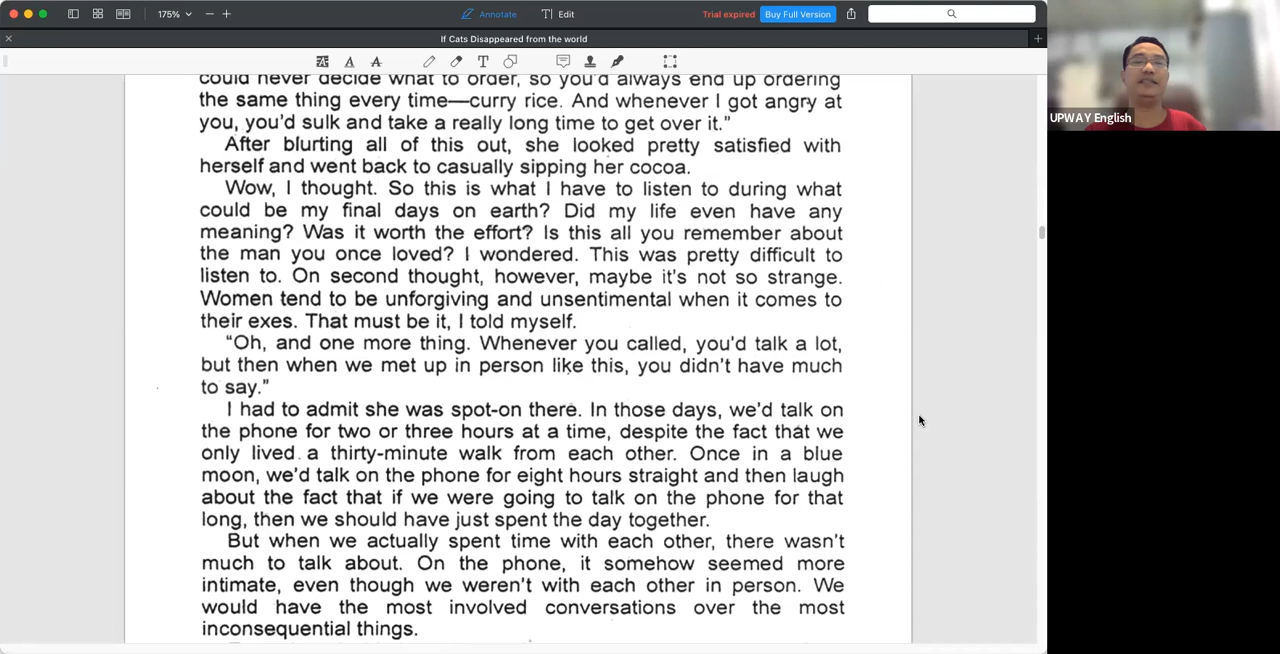 175%
Annotate
Edit
Trial expired
Buy Full Version
If Cats Disappeared from the world
UPWAY English
could never decide what to order, so you'd always end up ordering
the same thing every time—curry rice. And whenever I got angry at
you, you'd sulk and take a really long time to get over it."
After blurting all of this out, she looked pretty satisfied with
herself and went back to casually sipping her cocoa.
Wow, I thought. So this is what I have to listen to during what
could be my final days on earth? Did my life even have any
meaning? Was it worth the effort? Is this all you remember about
the man you once loved? I wondered. This was pretty difficult to
listen to. On second thought, however, maybe it's not so strange.
Women tend to be unforgiving and unsentimental when it comes to
their exes. That must be it, I told myself.
"Oh, and one more thing. Whenever you called, you'd talk a lot,
but then when we met up in person like this, you didn't have much
to say."
I had to admit she was spot-on there. In those days, we'd talk on
the phone for two or three hours at a time, despite the fact that we
only lived a thirty-minute walk from each other. Once in a blue
moon, we'd talk on the phone for eight hours straight and then laugh
about the fact that if we were going to talk on the phone for that
long, then we should have just spent the day together.
But when we actually spent time with each other, there wasn't
much to talk about. On the phone, it somehow seemed more
intimate, even though we weren't with each other in person. We
would have the most involved conversations over the most
inconsequential things.